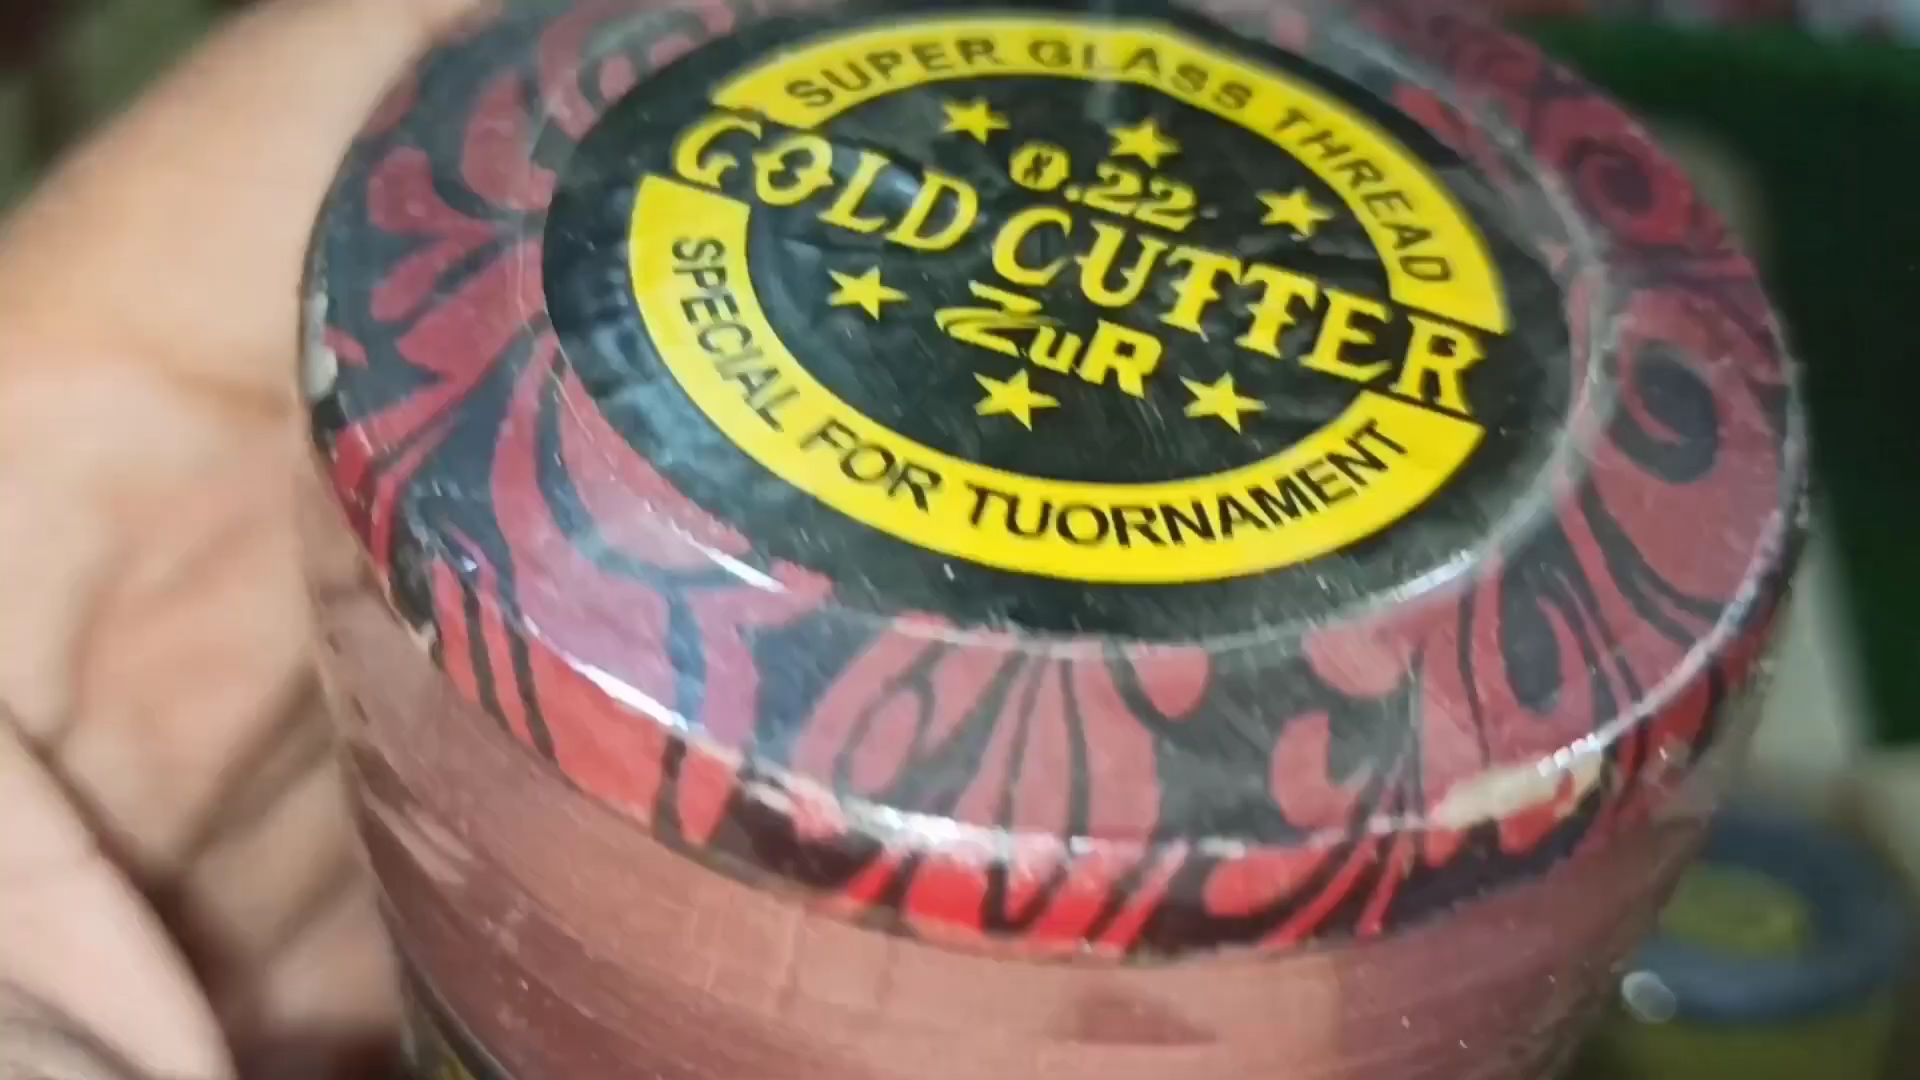 SUPER GLASS THREAD
0.22
GOLD CUTTER
ZuR
SPECIAL FOR TUORNAMENT